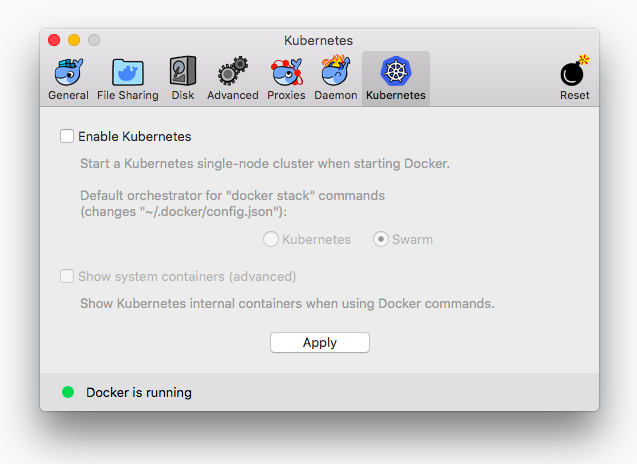 Kubernetes
General File Sharing Disk Advanced Proxies Daemon Kubernetes Reset
Enable Kubernetes
Start a Kubernetes single-node cluster when starting Docker.
Default orchestrator for "docker stack" commands
(changes "~/.docker/config.json"):
Kubernetes Swarm
Show system containers (advanced)
Show Kubernetes internal containers when using Docker commands.
Apply
Docker is running